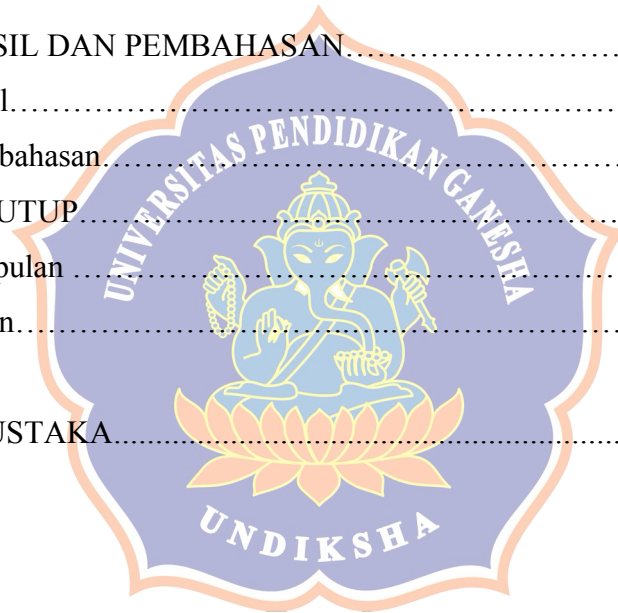 SIL DAN PEMBAHASAN……………………………
l……………………………………………………………
bahasan…………………………………………………
UTUP……………………………………………………
pulan ……………………………………………………
n……………………………………………………………
USTAKA...............................................................
UNIVERSITAS PENDIDIKAN GANESHA
UNDIKSHA